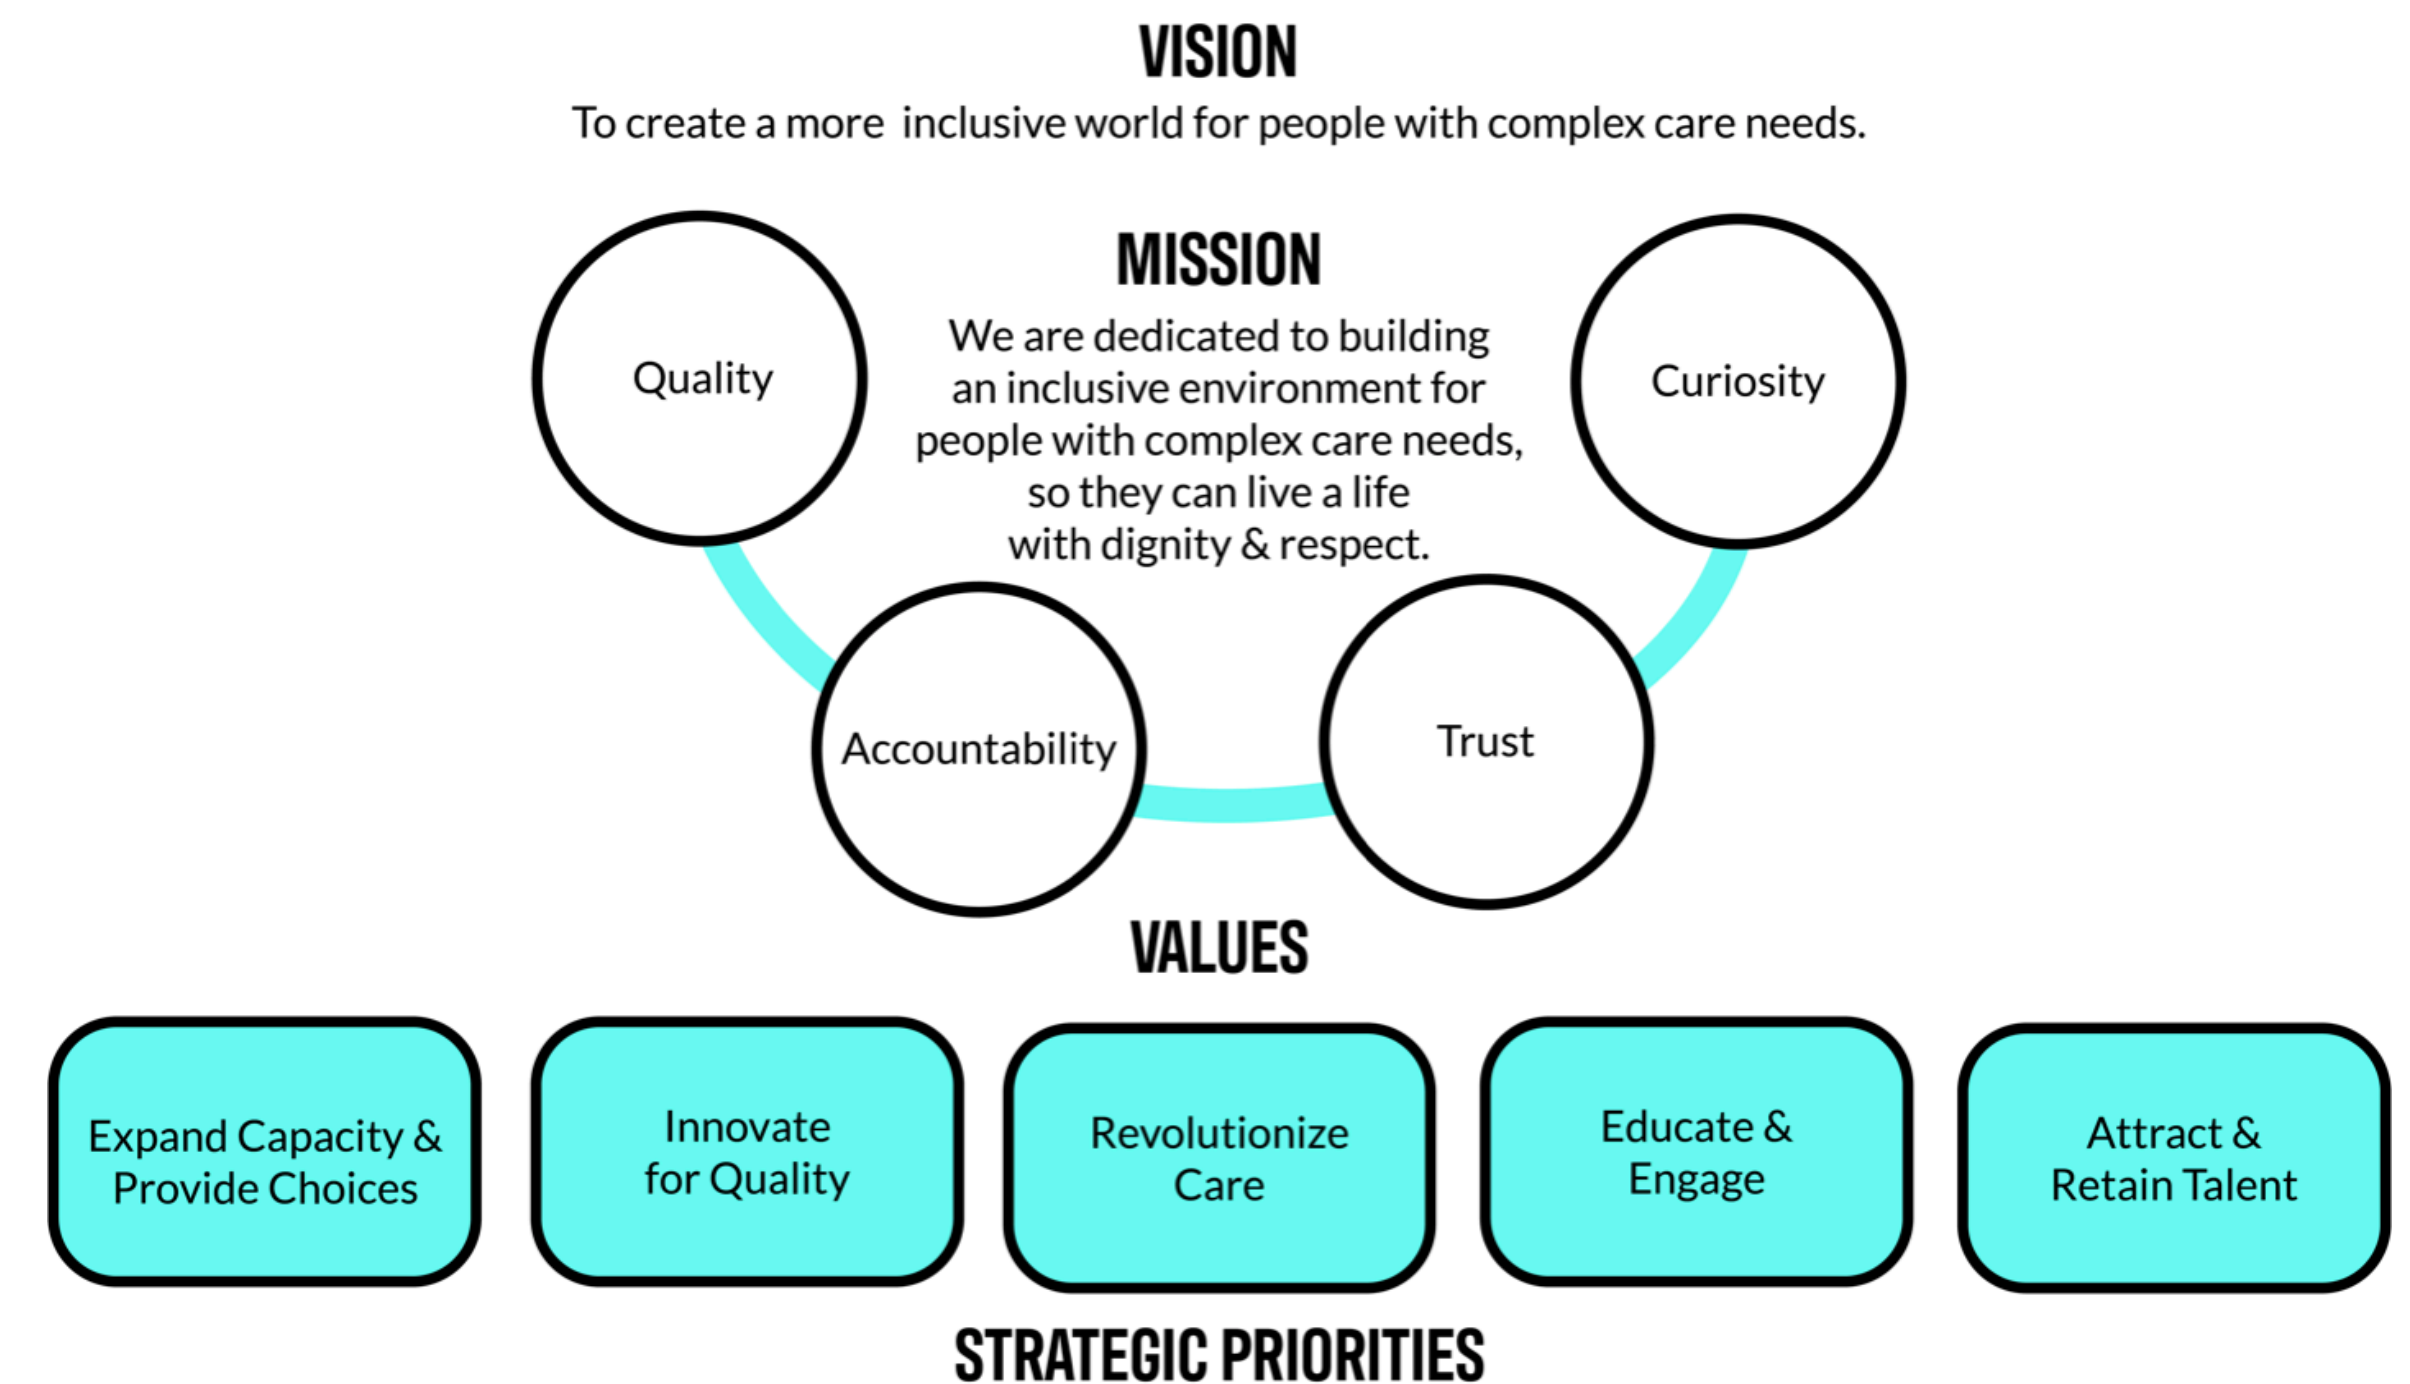 VISION
To create a more  inclusive world for people with complex care needs.
MISSION
We are dedicated to building
an inclusive environment for
people with complex care needs,
so they can live a life
with dignity & respect.
Quality
Accountability
Trust
Curiosity
VALUES
Expand Capacity &
Provide Choices
Innovate
for Quality
Revolutionize
Care
Educate &
Engage
Attract &
Retain Talent
STRATEGIC PRIORITIES